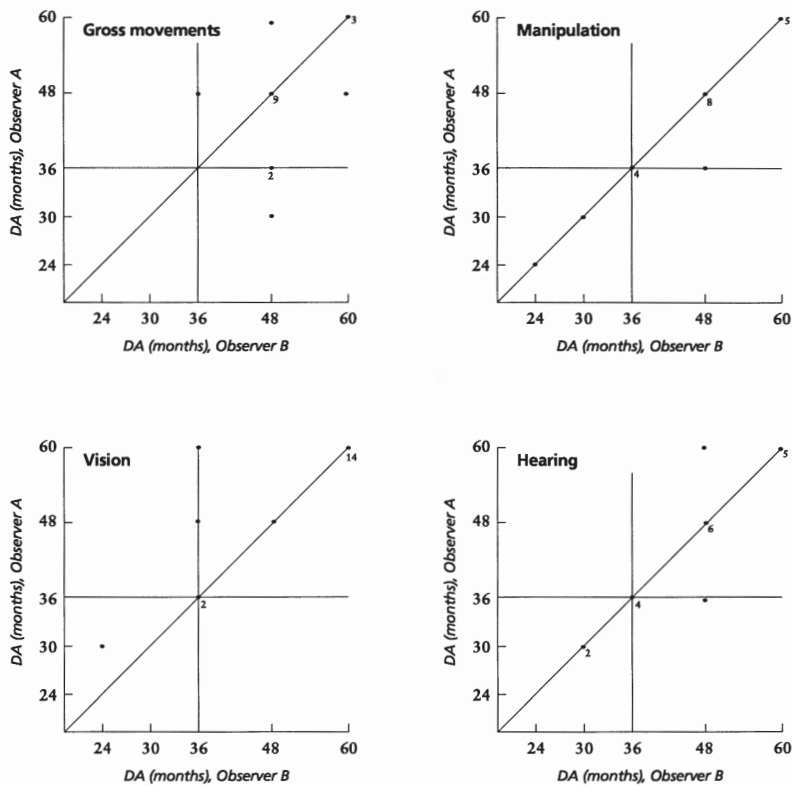 Gross movements
60
48
36
30
24
DA (months), Observer A
3
9
2
24 30 36 48 60
DA (months), Observer B
Manipulation
60
48
36
30
24
DA (months), Observer A
5
8
4
24 30 36 48 60
DA (months), Observer B
Vision
60
48
36
30
24
DA (months), Observer A
14
2
24 30 36 48 60
DA (months), Observer B
Hearing
60
48
36
30
24
DA (months), Observer A
5
6
4
2
24 30 36 48 60
DA (months), Observer B